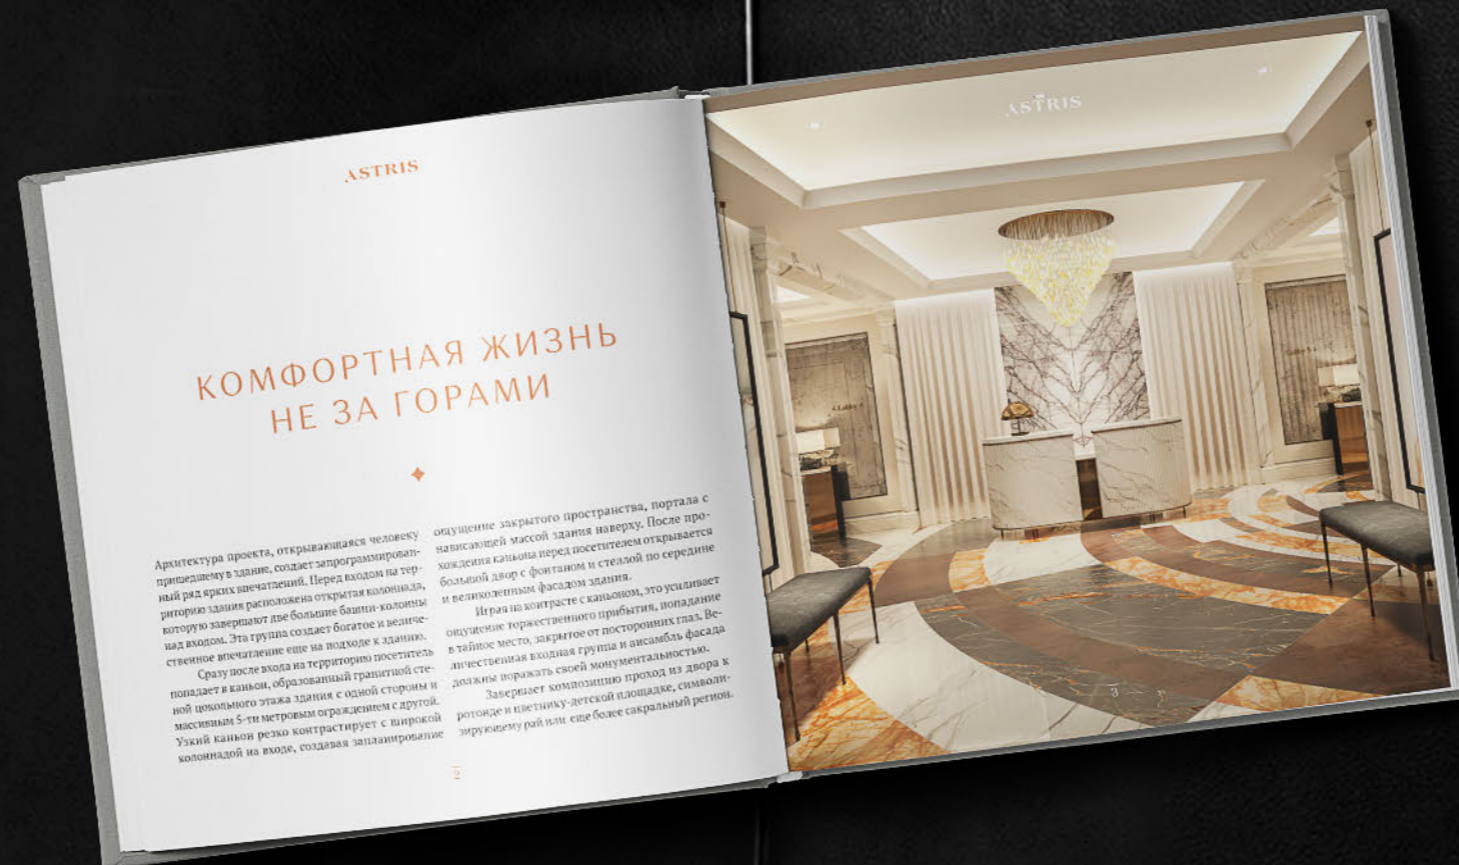 ASTRIS
КОМФОРТНАЯ ЖИЗНЬ
НЕ ЗА ГОРАМИ
Архитектура проекта, открывающаяся человеку
пришедшему в здание, создает запрограммирован-
ный ряд ярких впечатлений. Перед входом на тер-
риторию здания расположена открытая колоннада,
которую завершают две большие башни-колонны
над входом. Эта группа создает богатое и величе-
ственное впечатление еще на подходе к зданию.
Сразу после входа на территорию посетитель
попадает в каньон, образованный гранитной сте-
ной цокольного этажа здания с одной стороны и
массивным 5-ти метровым ограждением с другой.
Узкий каньон резко контрастирует с широкой
колоннадой на входе, создавая запланирование
ощущение закрытого пространства, портала с
нависающей массой здания наверху. После про-
хождения каньона перед посетителем открывается
большой двор с фонтаном и стеллой по середине
и великолепным фасадом здания.
Играя на контрасте с каньоном, это усиливает
ощущение торжественного прибытия, попадание
в тайное место, закрытое от посторонних глаз. Ве-
личественная входная группа и ансамбль фасада
должны поражать своей монументальностью.
Завершает композицию проход из двора к
ротонде и цветнику-детской площадке, символи-
зирующему рай или еще более сакральный регион.
2
ASTRIS
3